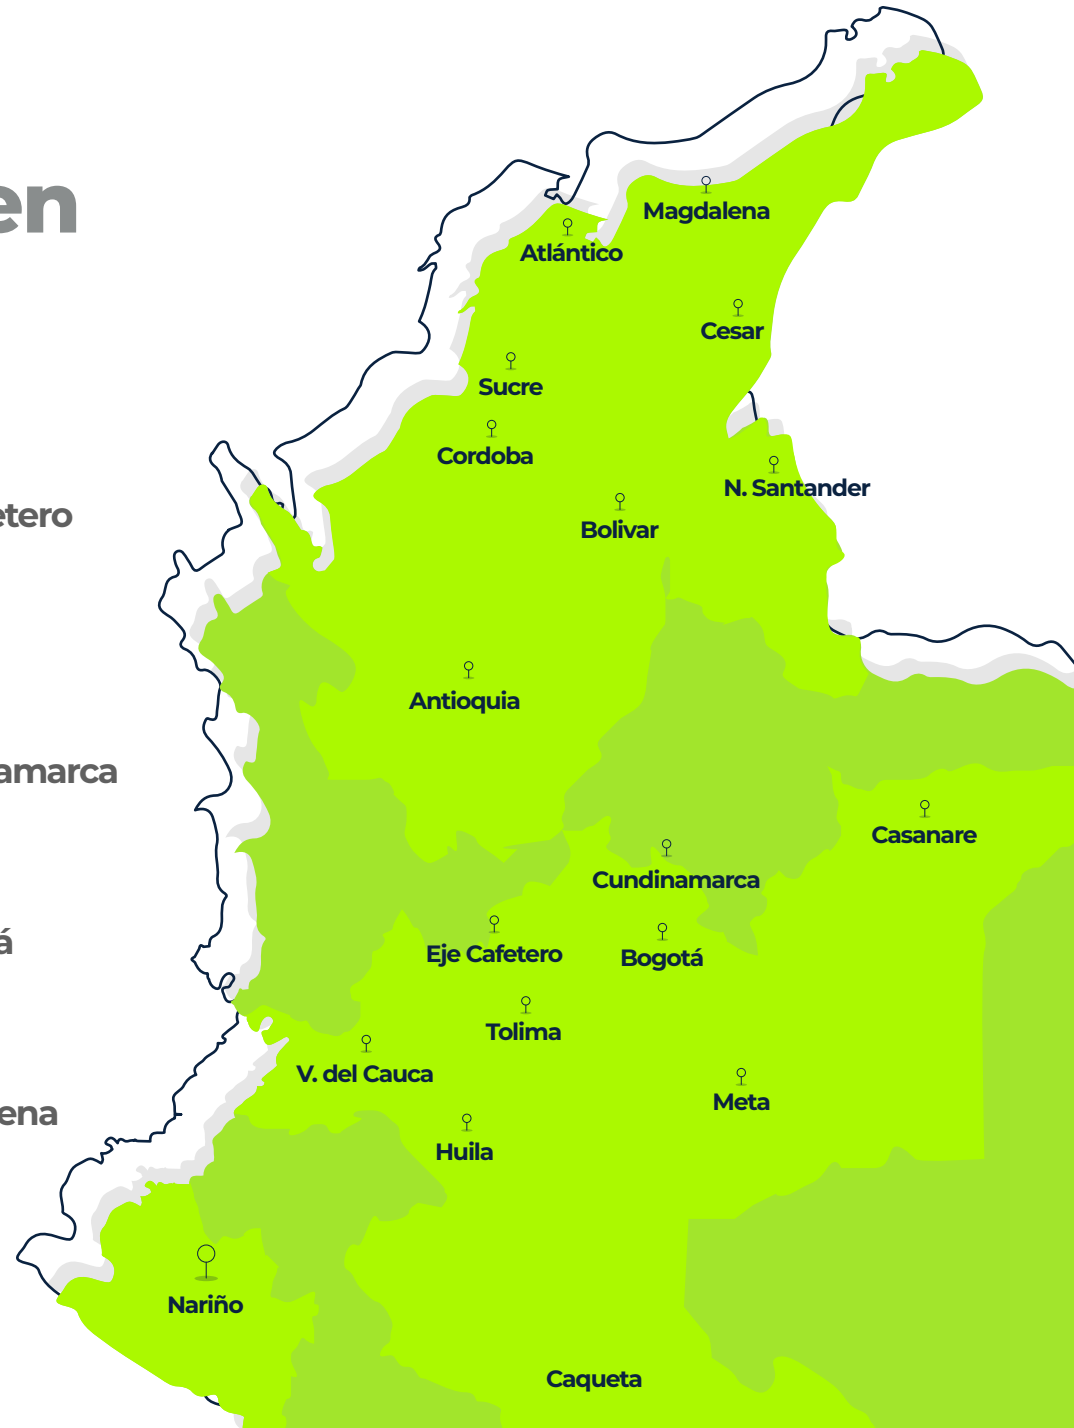 en
etero
amarca
á
ena
Magdalena
Atlántico
Cesar
Sucre
Cordoba
N. Santander
Bolivar
Antioquia
Casanare
Cundinamarca
Eje Cafetero
Bogotá
Tolima
V. del Cauca
Meta
Huila
Nariño
Caqueta